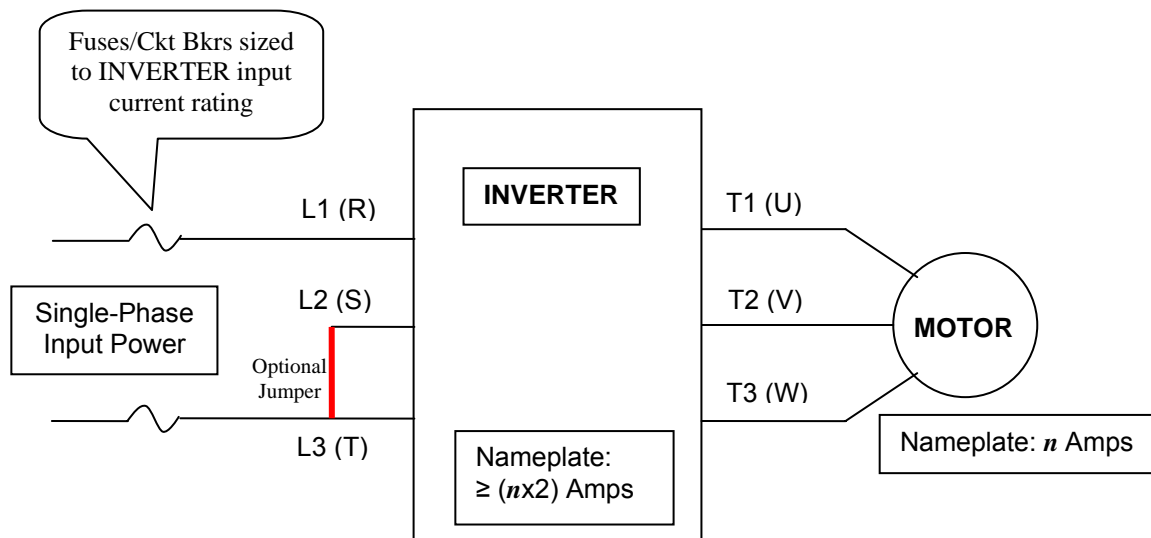 Fuses/Ckt Bkrs sized
to INVERTER input
current rating
L1 (R)
INVERTER
T1 (U)
Single-Phase
Input Power
L2 (S)
Optional
Jumper
L3 (T)
T2 (V)
MOTOR
T3 (W)
Nameplate:
≥ (nx2) Amps
Nameplate: n Amps